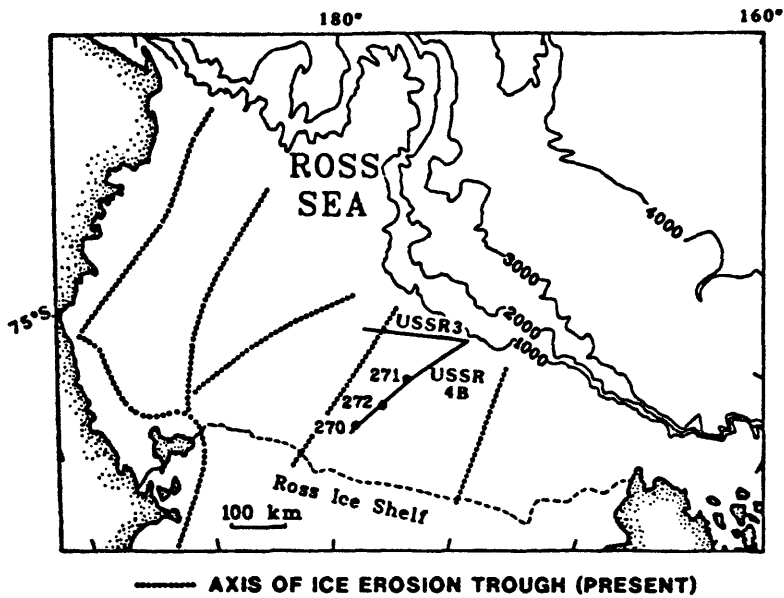 180°
160°
ROSS
SEA
4000
3000
75°S
2000
USSR3
1000
271
USSR
4B
272
270
Ross Ice Shelf
100 km
AXIS OF ICE EROSION TROUGH (PRESENT)